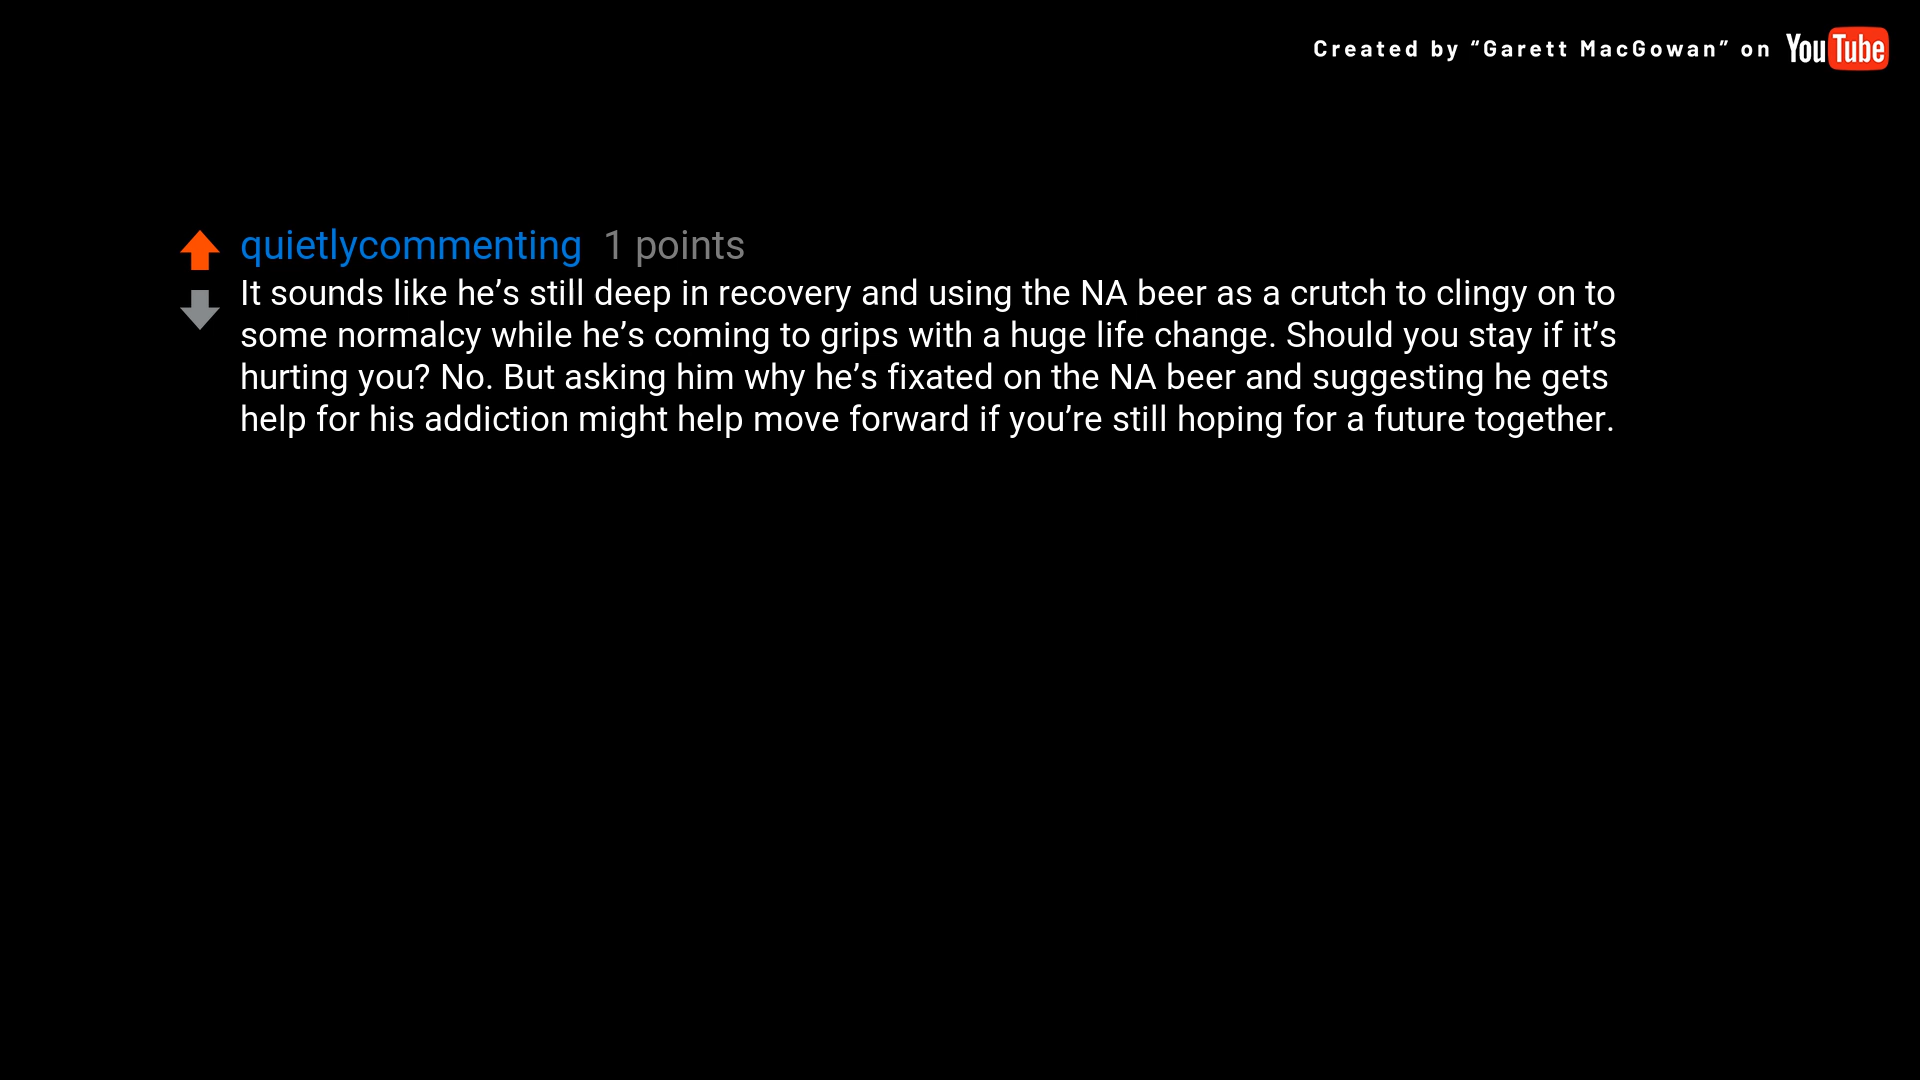 Created by “Garett MacGowan” on YouTube
quietlycommenting 1 points
It sounds like he’s still deep in recovery and using the NA beer as a crutch to clingy on to
some normalcy while he’s coming to grips with a huge life change. Should you stay if it’s
hurting you? No. But asking him why he’s fixated on the NA beer and suggesting he gets
help for his addiction might help move forward if you’re still hoping for a future together.